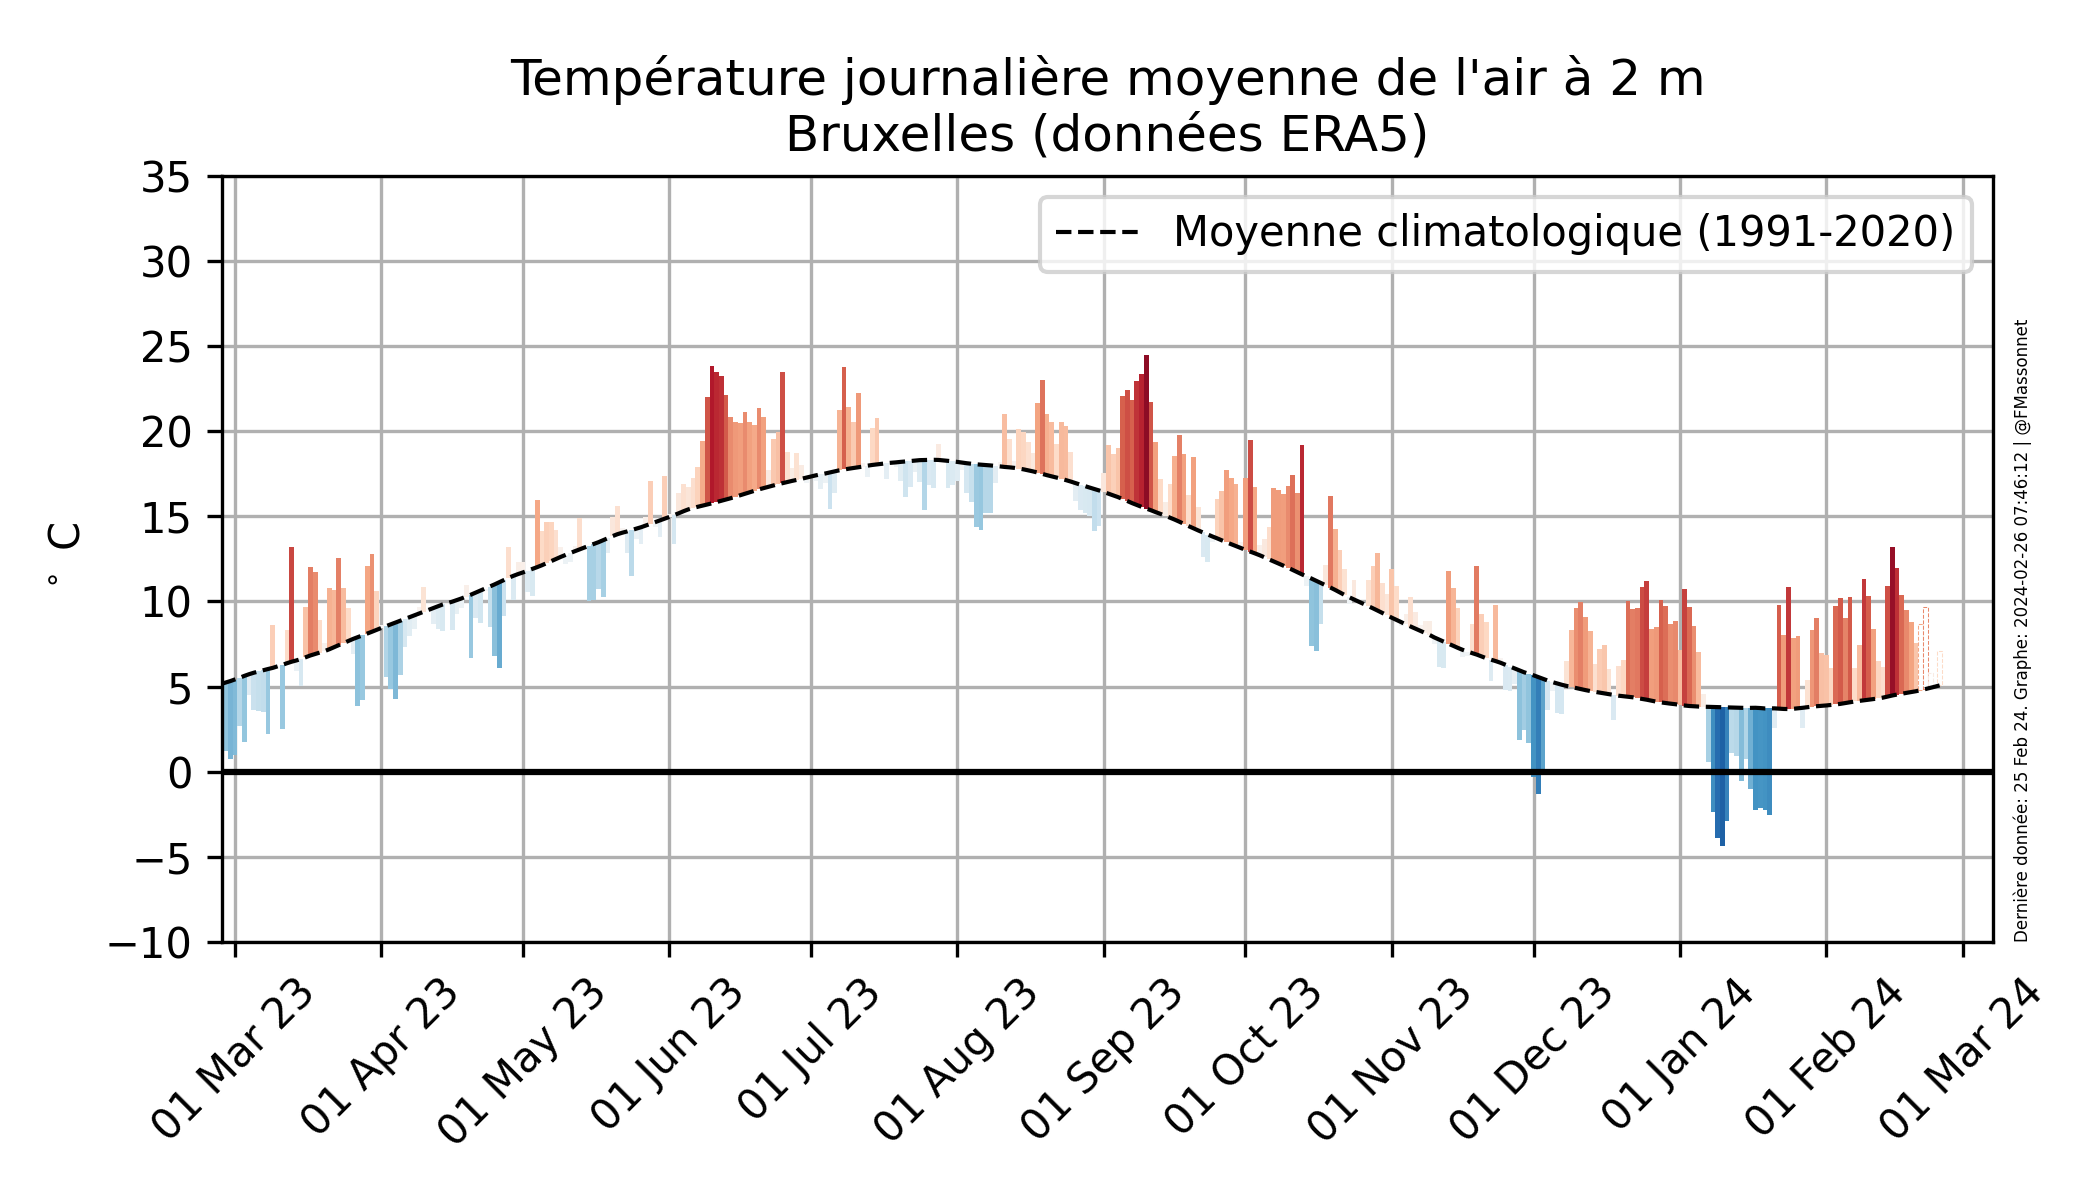 Température journalière moyenne de l'air à 2 m
Bruxelles (données ERA5)
Moyenne climatologique (1991-2020)
° C
35
30
25
20
15
10
5
0
−5
−10
01 Mar 23
01 Apr 23
01 May 23
01 Jun 23
01 Jul 23
01 Aug 23
01 Sep 23
01 Oct 23
01 Nov 23
01 Dec 23
01 Jan 24
01 Feb 24
01 Mar 24
Dernière donnée: 25 Feb 24. Graphe: 2024-02-26 07:46:12 | @FMassonnet